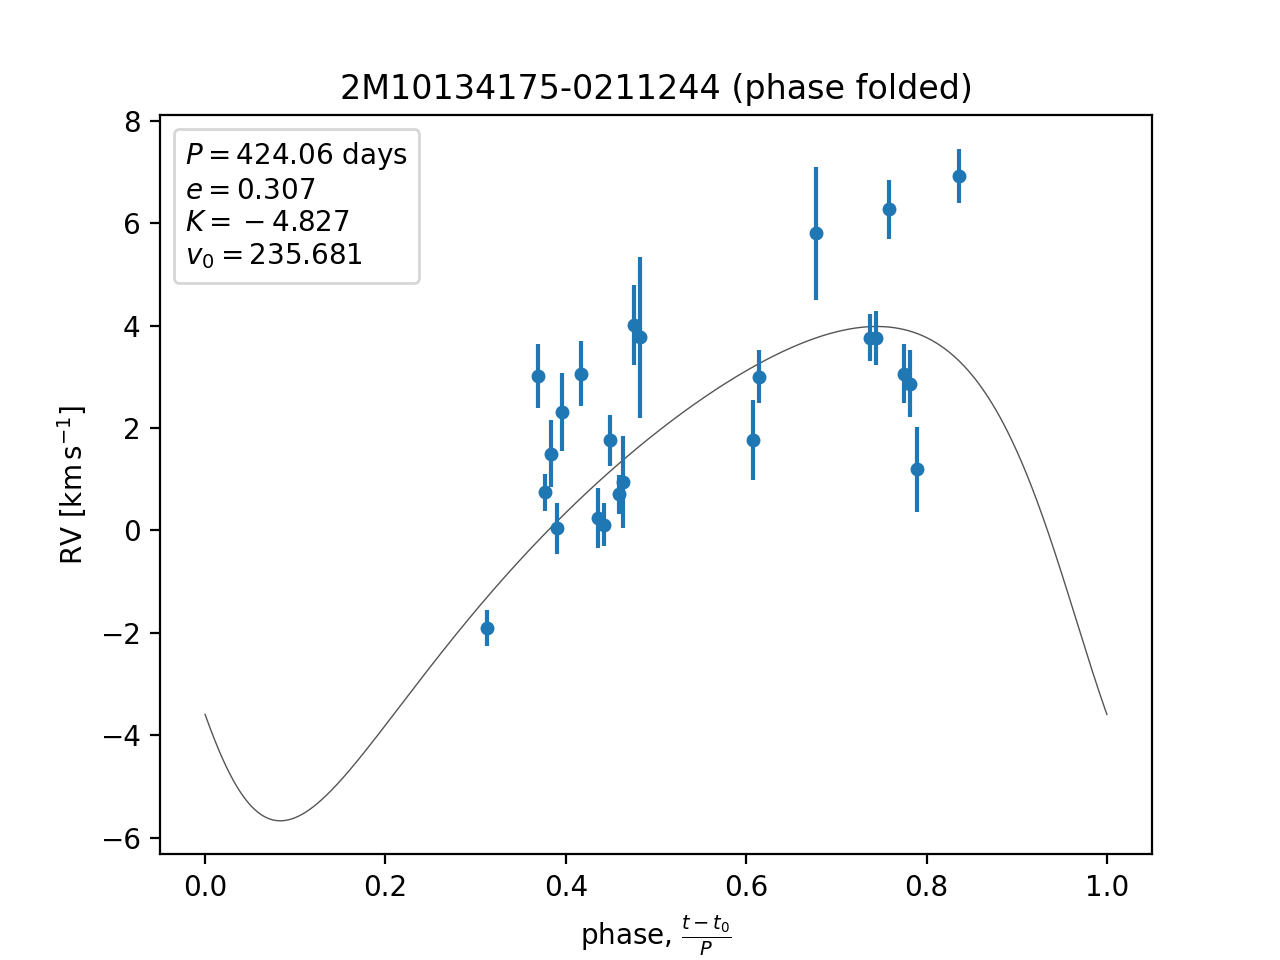 2M10134175-0211244 (phase folded)
P = 424.06 days
e = 0.307
K = −4.827
v₀ = 235.681
8
6
4
2
0
−2
−4
−6
RV [km s⁻¹]
0.0 0.2 0.4 0.6 0.8 1.0
phase, (t − t₀)/P